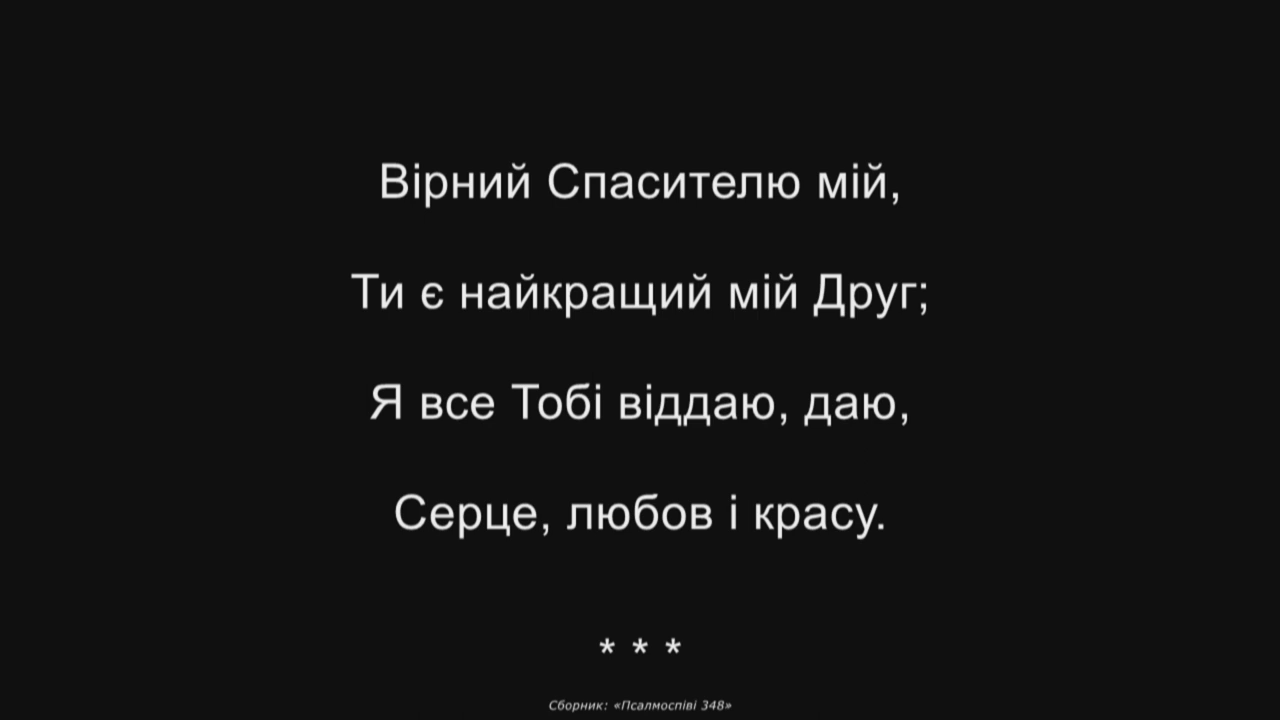 Вірний Спасителю мій,
Ти є найкращий мій Друг;
Я все Тобі віддаю, даю,
Серце, любов і красу.
* * *
Сборник: «Псалмоспіві 348»